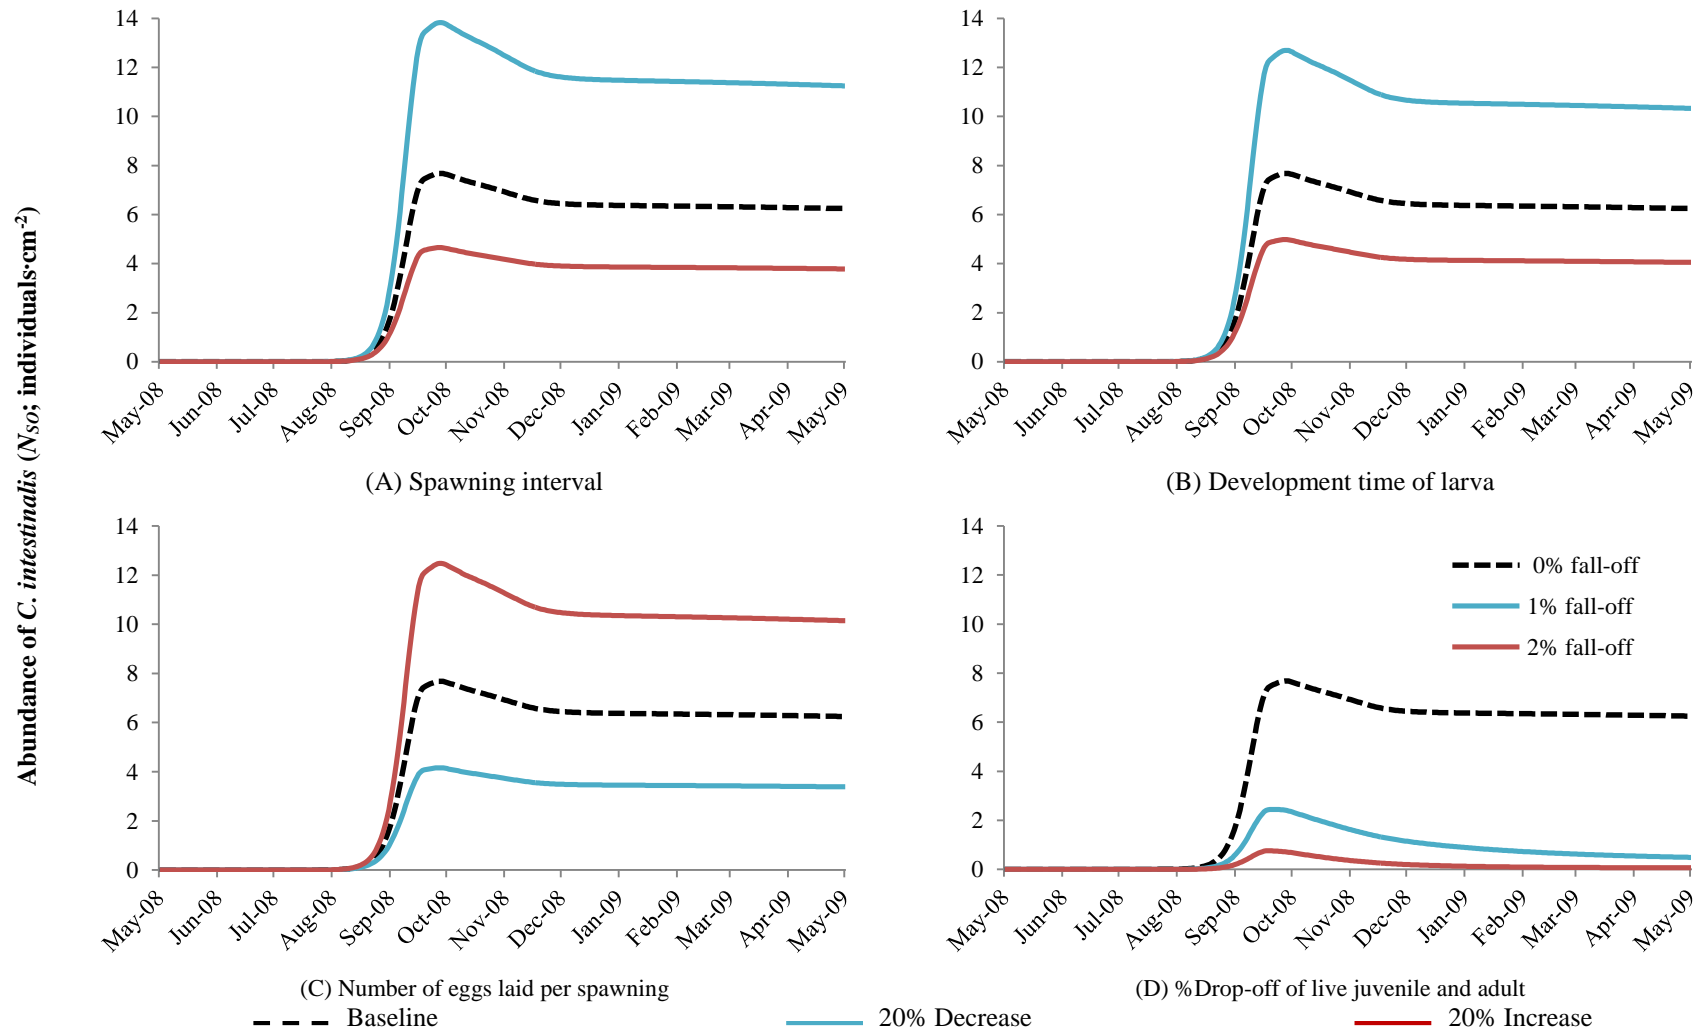 Abundance of C. intestinalis (NSO; individuals·cm-2)
14
12
10
8
6
4
2
0
May-08
Jun-08
Jul-08
Aug-08
Sep-08
Oct-08
Nov-08
Dec-08
Jan-09
Feb-09
Mar-09
Apr-09
May-09
(A) Spawning interval
14
12
10
8
6
4
2
0
May-08
Jun-08
Jul-08
Aug-08
Sep-08
Oct-08
Nov-08
Dec-08
Jan-09
Feb-09
Mar-09
Apr-09
May-09
(B) Development time of larva
14
12
10
8
6
4
2
0
May-08
Jun-08
Jul-08
Aug-08
Sep-08
Oct-08
Nov-08
Dec-08
Jan-09
Feb-09
Mar-09
Apr-09
May-09
(C) Number of eggs laid per spawning
14
12
10
8
6
4
2
0
0% fall-off
1% fall-off
2% fall-off
May-08
Jun-08
Jul-08
Aug-08
Sep-08
Oct-08
Nov-08
Dec-08
Jan-09
Feb-09
Mar-09
Apr-09
May-09
(D) %Drop-off of live juvenile and adult
Baseline
20% Decrease
20% Increase